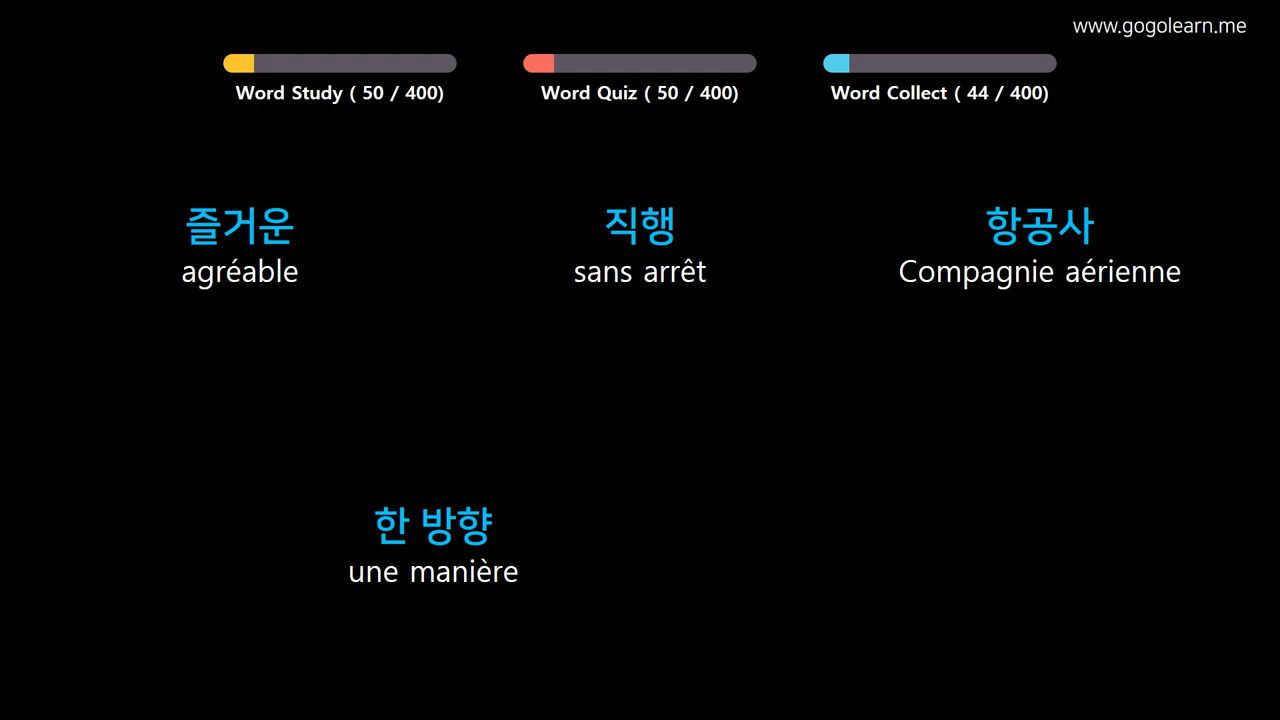 www.gogolearn.me
Word Study ( 50 / 400)
Word Quiz ( 50 / 400)
Word Collect ( 44 / 400)
즐거운
agréable
직행
sans arrêt
항공사
Compagnie aérienne
한 방향
une manière